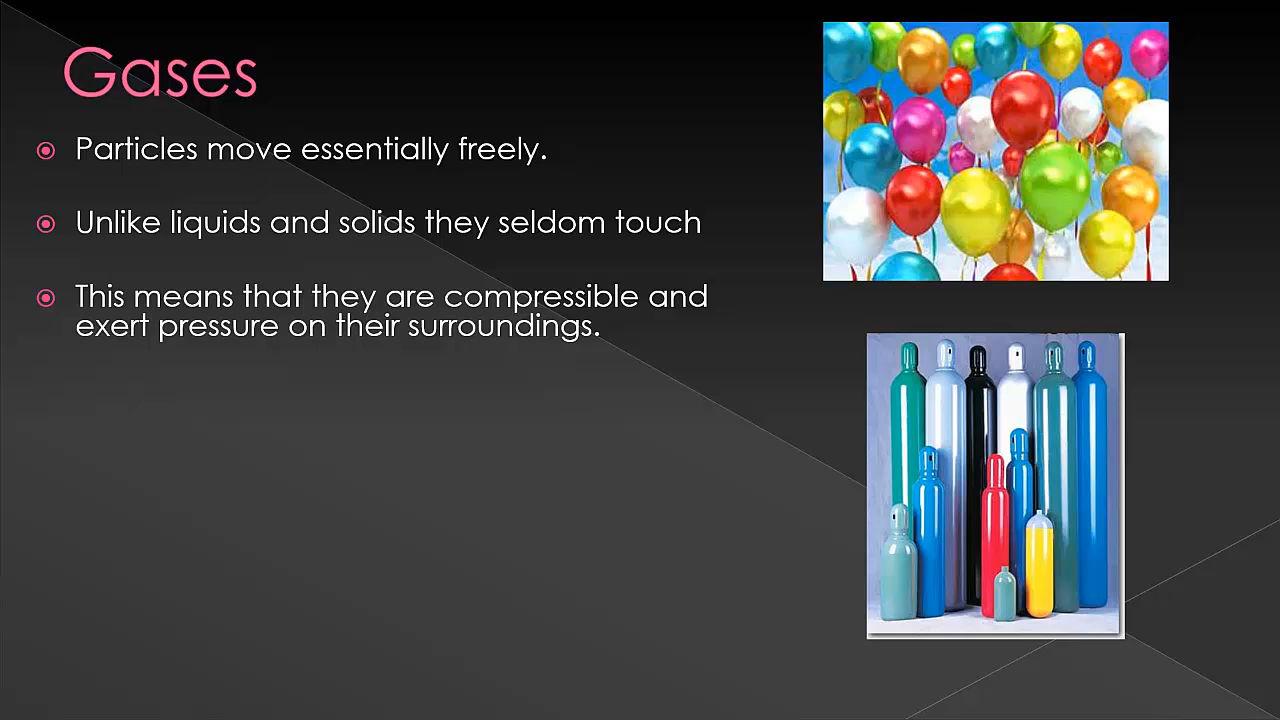 Gases
Particles move essentially freely.
Unlike liquids and solids they seldom touch
This means that they are compressible and
exert pressure on their surroundings.